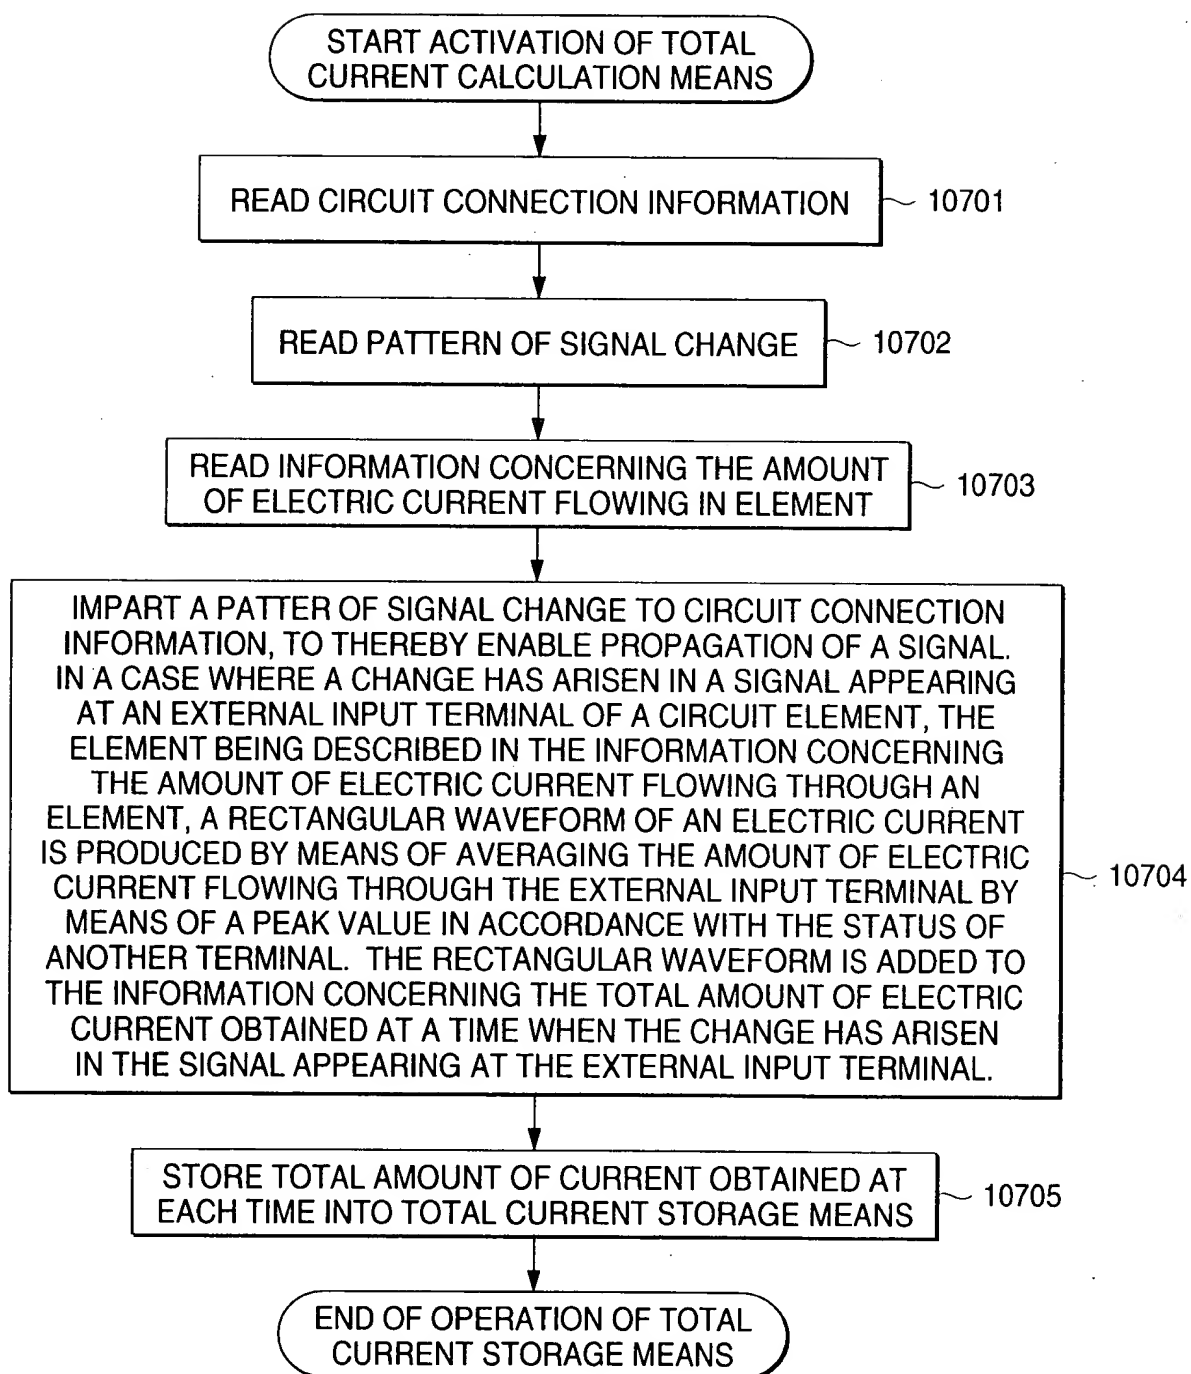 START ACTIVATION OF TOTAL
CURRENT CALCULATION MEANS
READ CIRCUIT CONNECTION INFORMATION
10701
READ PATTERN OF SIGNAL CHANGE
10702
READ INFORMATION CONCERNING THE AMOUNT
OF ELECTRIC CURRENT FLOWING IN ELEMENT
10703
IMPART A PATTER OF SIGNAL CHANGE TO CIRCUIT CONNECTION
INFORMATION, TO THEREBY ENABLE PROPAGATION OF A SIGNAL.
IN A CASE WHERE A CHANGE HAS ARISEN IN A SIGNAL APPEARING
AT AN EXTERNAL INPUT TERMINAL OF A CIRCUIT ELEMENT, THE
ELEMENT BEING DESCRIBED IN THE INFORMATION CONCERNING
THE AMOUNT OF ELECTRIC CURRENT FLOWING THROUGH AN
ELEMENT, A RECTANGULAR WAVEFORM OF AN ELECTRIC CURRENT
IS PRODUCED BY MEANS OF AVERAGING THE AMOUNT OF ELECTRIC
CURRENT FLOWING THROUGH THE EXTERNAL INPUT TERMINAL BY
MEANS OF A PEAK VALUE IN ACCORDANCE WITH THE STATUS OF
ANOTHER TERMINAL. THE RECTANGULAR WAVEFORM IS ADDED TO
THE INFORMATION CONCERNING THE TOTAL AMOUNT OF ELECTRIC
CURRENT OBTAINED AT A TIME WHEN THE CHANGE HAS ARISEN
IN THE SIGNAL APPEARING AT THE EXTERNAL INPUT TERMINAL.
10704
STORE TOTAL AMOUNT OF CURRENT OBTAINED AT
EACH TIME INTO TOTAL CURRENT STORAGE MEANS
10705
END OF OPERATION OF TOTAL
CURRENT STORAGE MEANS